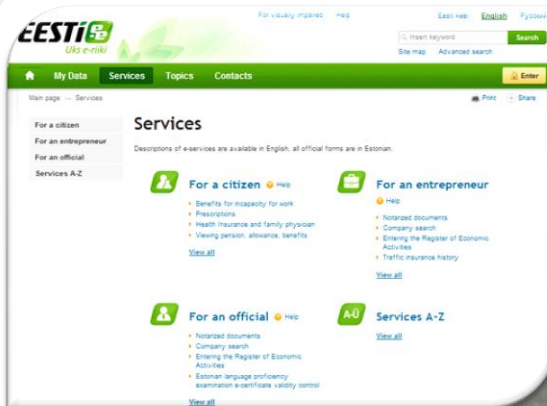 For visually impaired Help
Eesti keel English Русский
EESTI
Uks e-riiki
Insert keyword Search
Site map Advanced search
My Data Services Topics Contacts
Enter
Main page — Services
Print Share
For a citizen
For an entrepreneur
For an official
Services A-Z
Services
Descriptions of e-services are available in English, all official forms are in Estonian.
For a citizen Help
Benefits for incapacity for work
Prescriptions
Health Insurance and family physician
Viewing pension, allowance, benefits
View all
For an entrepreneur
Help
Notarized documents
Company search
Entering the Register of Economic
Activities
Traffic insurance history
View all
For an official Help
Notarized documents
Company search
Entering the Register of Economic
Activities
Estonian language proficiency
examination e-certificate validity control
View all
A-Ü Services A-Z
View all